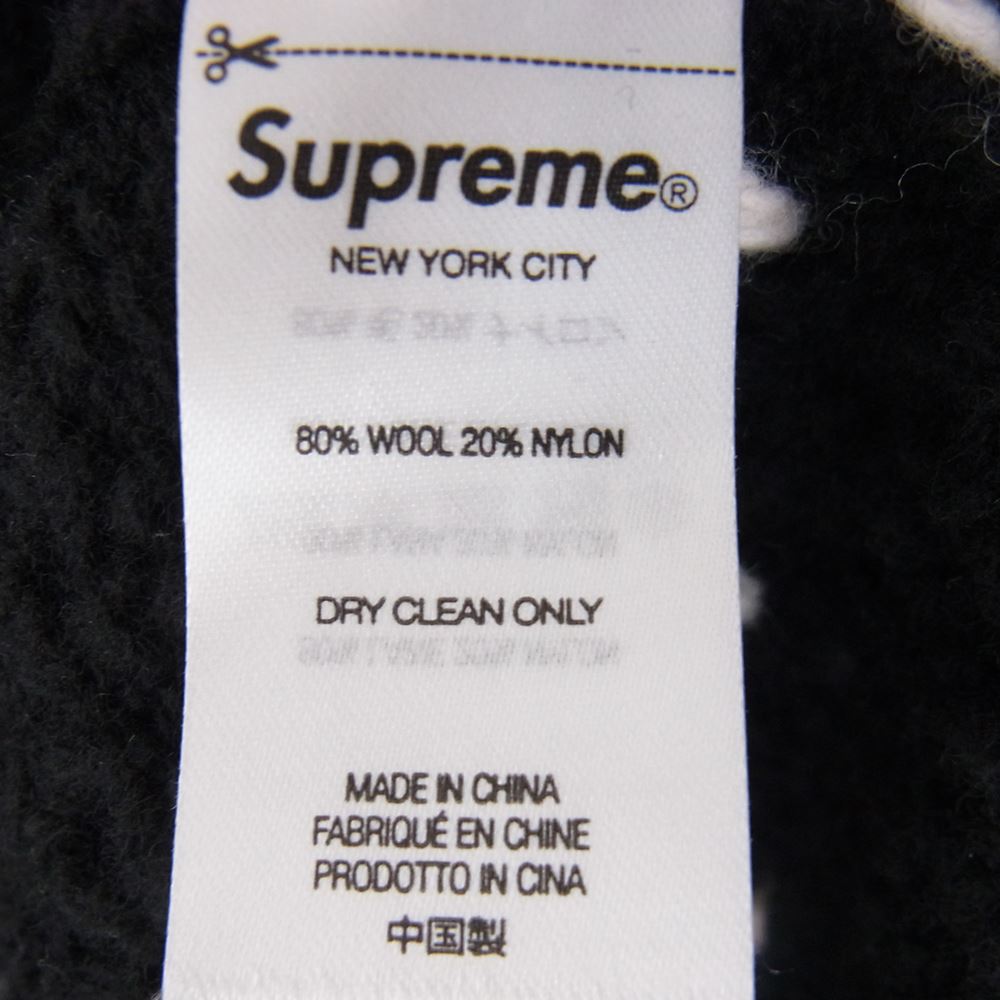 Supreme®
NEW YORK CITY
80% WOOL 20% NYLON
DRY CLEAN ONLY
MADE IN CHINA
FABRIQUÉ EN CHINE
PRODOTTO IN CINA
中国製